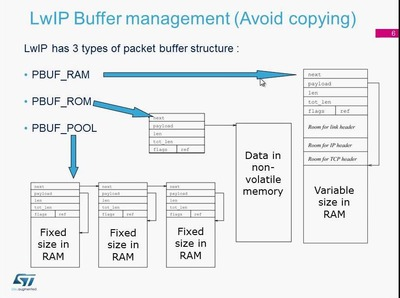 LwIP Buffer management (Avoid copying)
6
LwIP has 3 types of packet buffer structure :
• PBUF_RAM
• PBUF_ROM
• PBUF_POOL
next
payload
len
tot_len
flags ref
Room for link header
Room for IP header
Room for TCP header
Variable
size in
RAM
next
payload
len
tot_len
flags ref
Data in
non-
volatile
memory
next
payload
len
tot_len
flags ref
Fixed
size in
RAM
next
payload
len
tot_len
flags ref
Fixed
size in
RAM
next
payload
len
tot_len
flags ref
Fixed
size in
RAM
ST
life.augmented